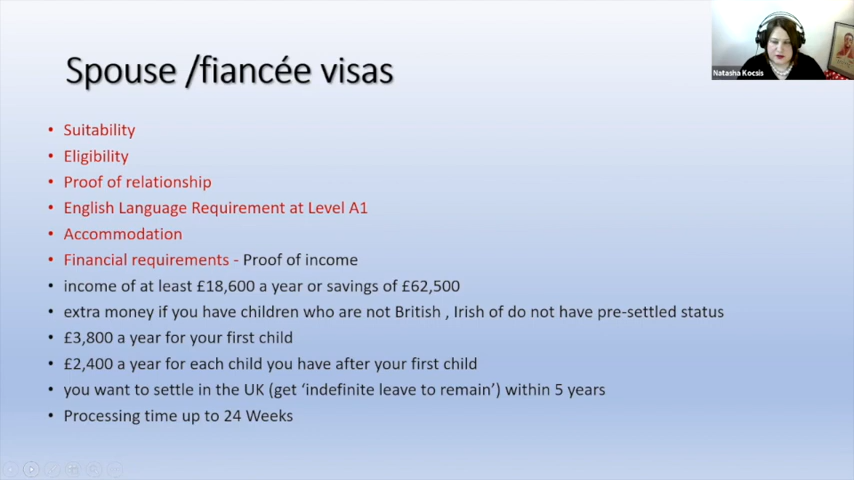 Spouse /fiancée visas
Natasha Kocsis
• Suitability
• Eligibility
• Proof of relationship
• English Language Requirement at Level A1
• Accommodation
• Financial requirements - Proof of income
• income of at least £18,600 a year or savings of £62,500
• extra money if you have children who are not British , Irish of do not have pre-settled status
• £3,800 a year for your first child
• £2,400 a year for each child you have after your first child
• you want to settle in the UK (get ‘indefinite leave to remain’) within 5 years
• Processing time up to 24 Weeks